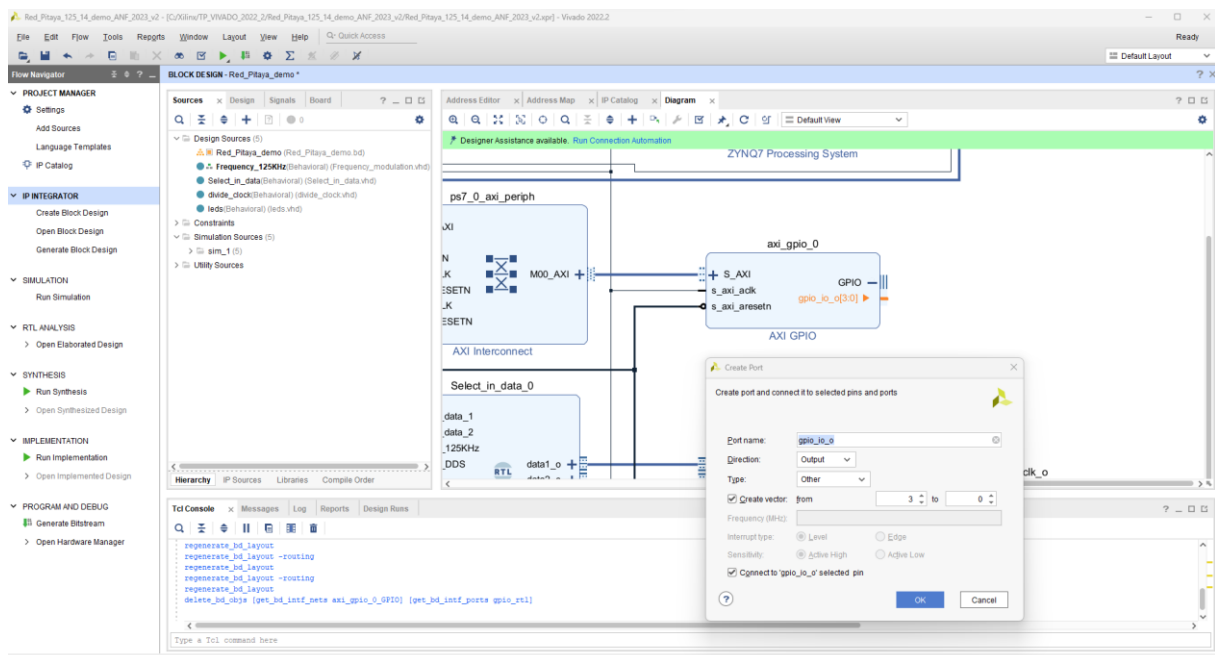 Red_Pitaya_125_14_demo_ANF_2023_v2 - [C:/Xilinx/TP_VIVADO_2022_2/Red_Pitaya_125_14_demo_ANF_2023_v2/Red_Pitaya_125_14_demo_ANF_2023_v2.xpr] - Vivado 2022.2
File Edit Flow Tools Reports Window Layout View Help Q- Quick Access Ready
Default Layout
Flow Navigator
BLOCK DESIGN - Red_Pitaya_demo *
PROJECT MANAGER
Settings
Add Sources
Language Templates
IP Catalog
IP INTEGRATOR
Create Block Design
Open Block Design
Generate Block Design
SIMULATION
Run Simulation
RTL ANALYSIS
Open Elaborated Design
SYNTHESIS
Run Synthesis
Open Synthesized Design
IMPLEMENTATION
Run Implementation
Open Implemented Design
PROGRAM AND DEBUG
Generate Bitstream
Open Hardware Manager
Sources Design Signals Board
0
Design Sources (5)
Red_Pitaya_demo (Red_Pitaya_demo.bd)
Frequency_125KHz(Behavioral) (Frequency_modulation.vhd)
Select_in_data(Behavioral) (Select_in_data.vhd)
divide_clock(Behavioral) (divide_clock.vhd)
leds(Behavioral) (leds.vhd)
Constraints
Simulation Sources (5)
sim_1 (5)
Utility Sources
Hierarchy IP Sources Libraries Compile Order
Address Editor Address Map IP Catalog Diagram
Default View
Designer Assistance available. Run Connection Automation
ZYNQ7 Processing System
ps7_0_axi_periph
M00_AXI
ESETN
LK
ESETN
AXI Interconnect
axi_gpio_0
S_AXI
s_axi_aclk
s_axi_aresetn
GPIO
gpio_io_o[3:0]
AXI GPIO
Select_in_data_0
_data_1
_data_2
_125KHz
_DDS
RTL
data1_o
clk_o
Create Port
Create port and connect it to selected pins and ports
Port name: gpio_io_o
Direction: Output
Type: Other
Create vector: from 3 to 0
Frequency (MHz):
Interrupt type: Level Edge
Sensitivity: Active High Active Low
Connect to 'gpio_io_o' selected pin
OK Cancel
Tcl Console Messages Log Reports Design Runs
regenerate_bd_layout
regenerate_bd_layout -routing
regenerate_bd_layout
regenerate_bd_layout -routing
regenerate_bd_layout
delete_bd_objs [get_bd_intf_nets axi_gpio_0_GPIO] [get_bd_intf_ports gpio_rtl]
Type a Tcl command here